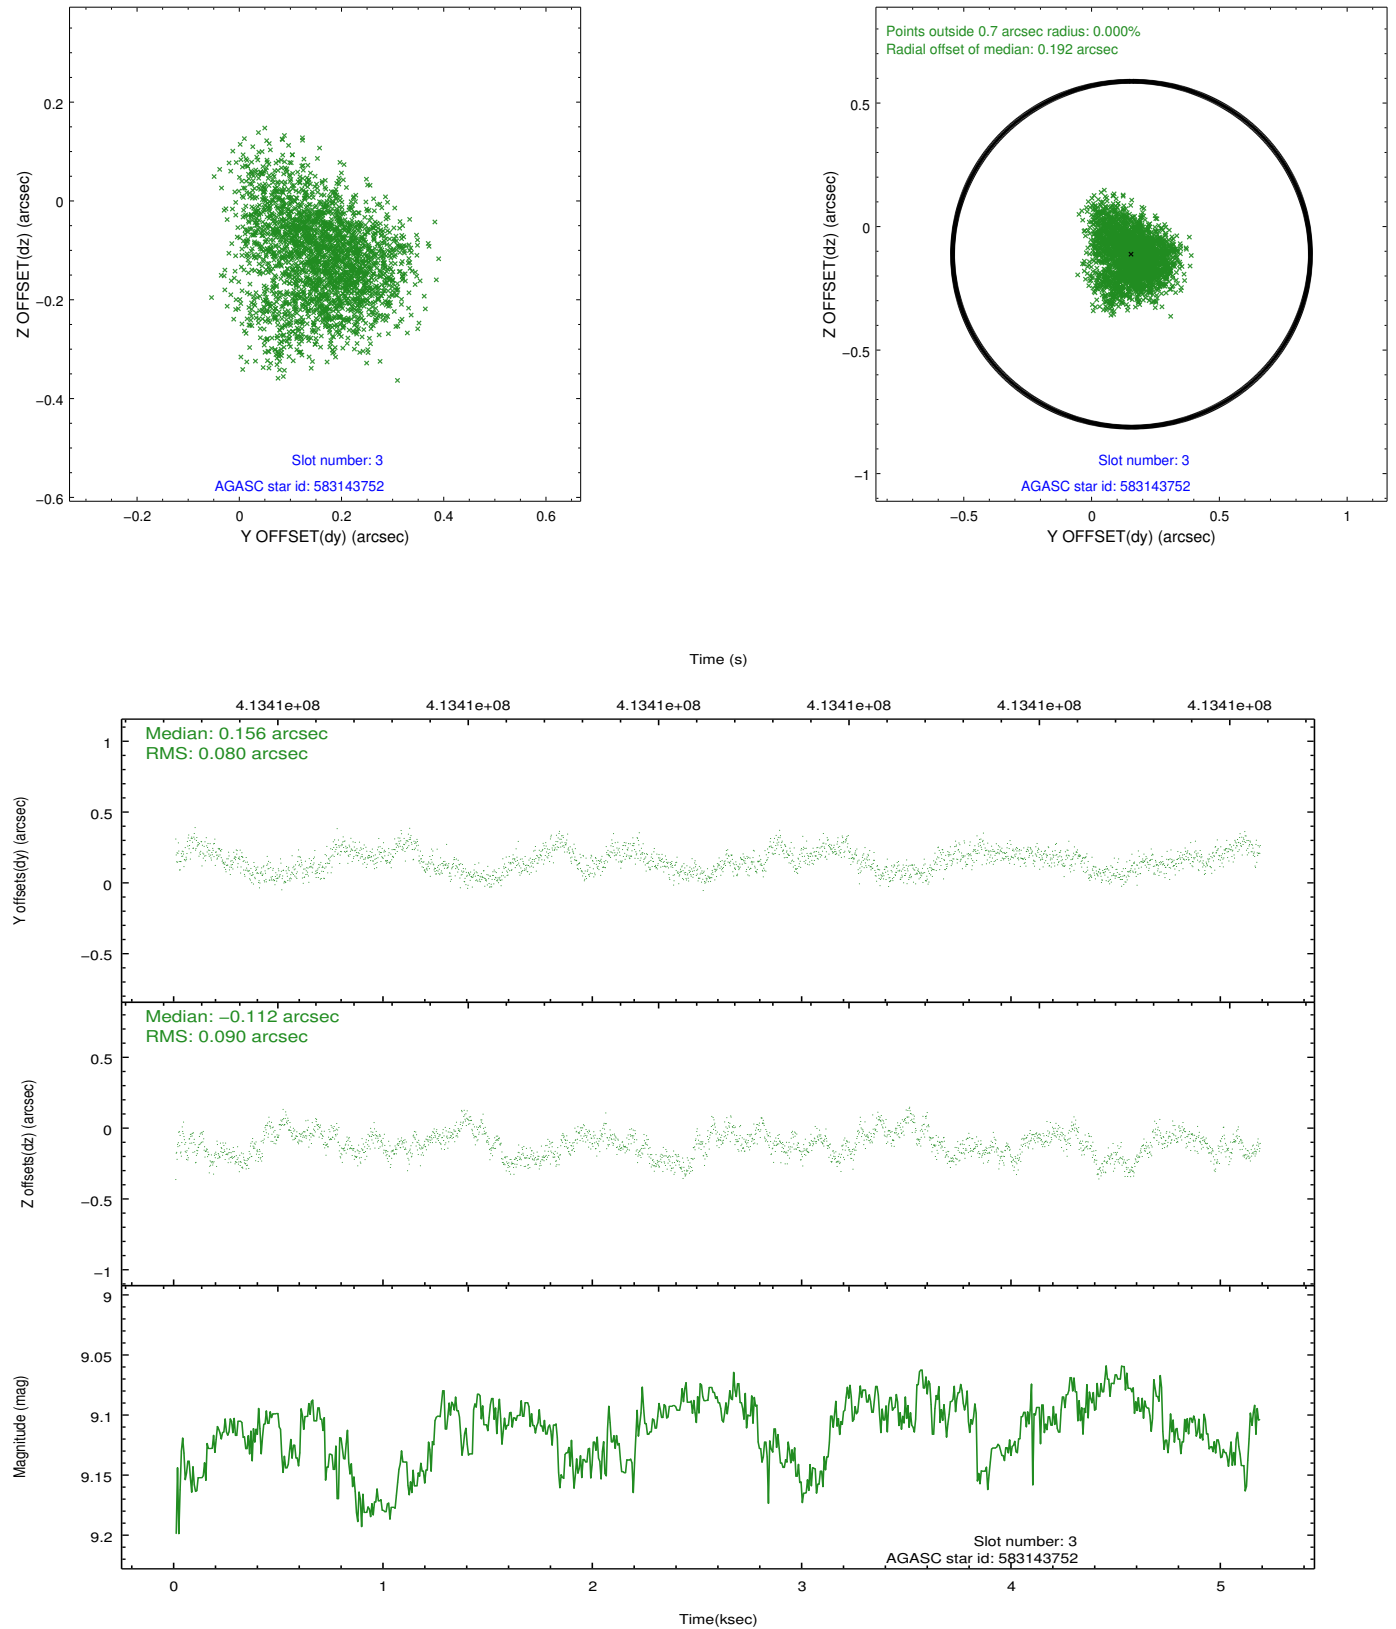 Z OFFSET(dz) (arcsec)
0.2
0
−0.2
−0.4
−0.6
Slot number: 3
AGASC star id: 583143752
−0.2
0
0.2
0.4
0.6
Y OFFSET(dy) (arcsec)
Points outside 0.7 arcsec radius: 0.000%
Radial offset of median: 0.192 arcsec
Z OFFSET(dz) (arcsec)
0.5
0
−0.5
−1
Slot number: 3
AGASC star id: 583143752
−0.5
0
0.5
1
Y OFFSET(dy) (arcsec)
Time (s)
4.1341e+08
4.1341e+08
4.1341e+08
4.1341e+08
4.1341e+08
4.1341e+08
Median: 0.156 arcsec
RMS: 0.080 arcsec
Y offsets(dy) (arcsec)
1
0.5
0
−0.5
Median: −0.112 arcsec
RMS: 0.090 arcsec
Z offsets(dz) (arcsec)
0.5
0
−0.5
−1
Magnitude (mag)
9
9.05
9.1
9.15
9.2
Slot number: 3
AGASC star id: 583143752
0
1
2
3
4
5
Time(ksec)